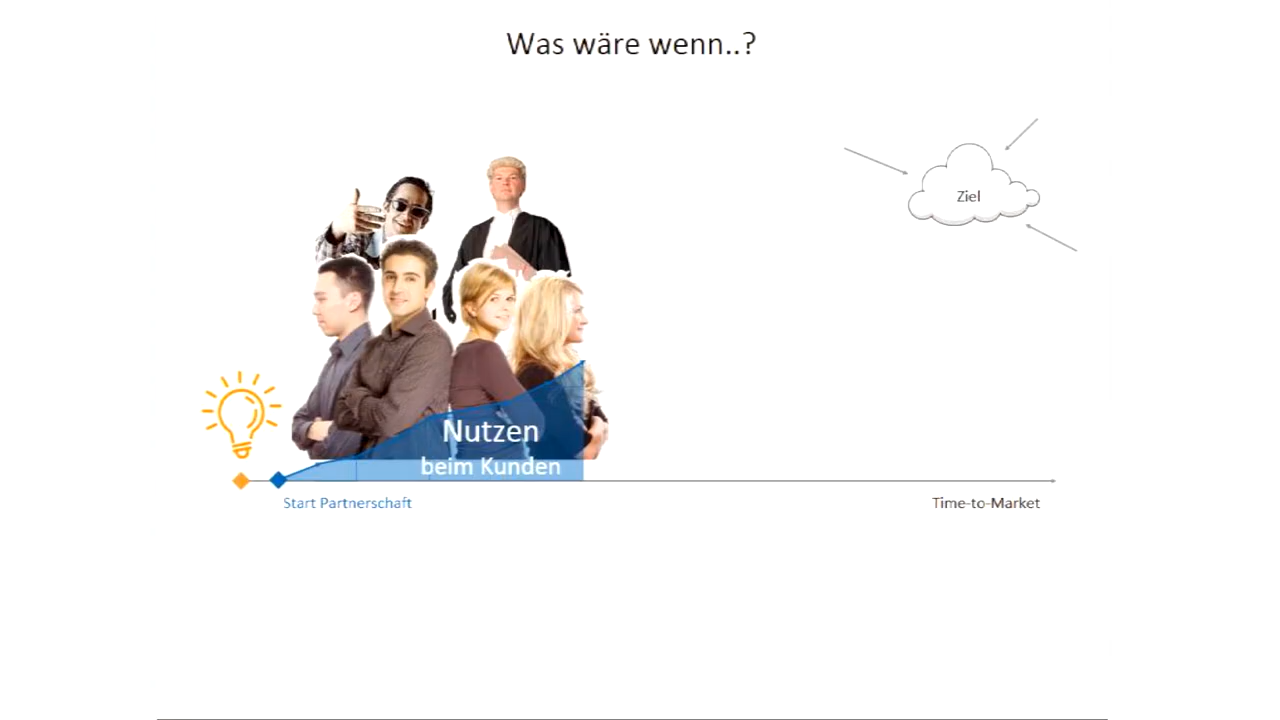 Was wäre wenn..?
Ziel
Nutzen
beim Kunden
Start Partnerschaft
Time-to-Market